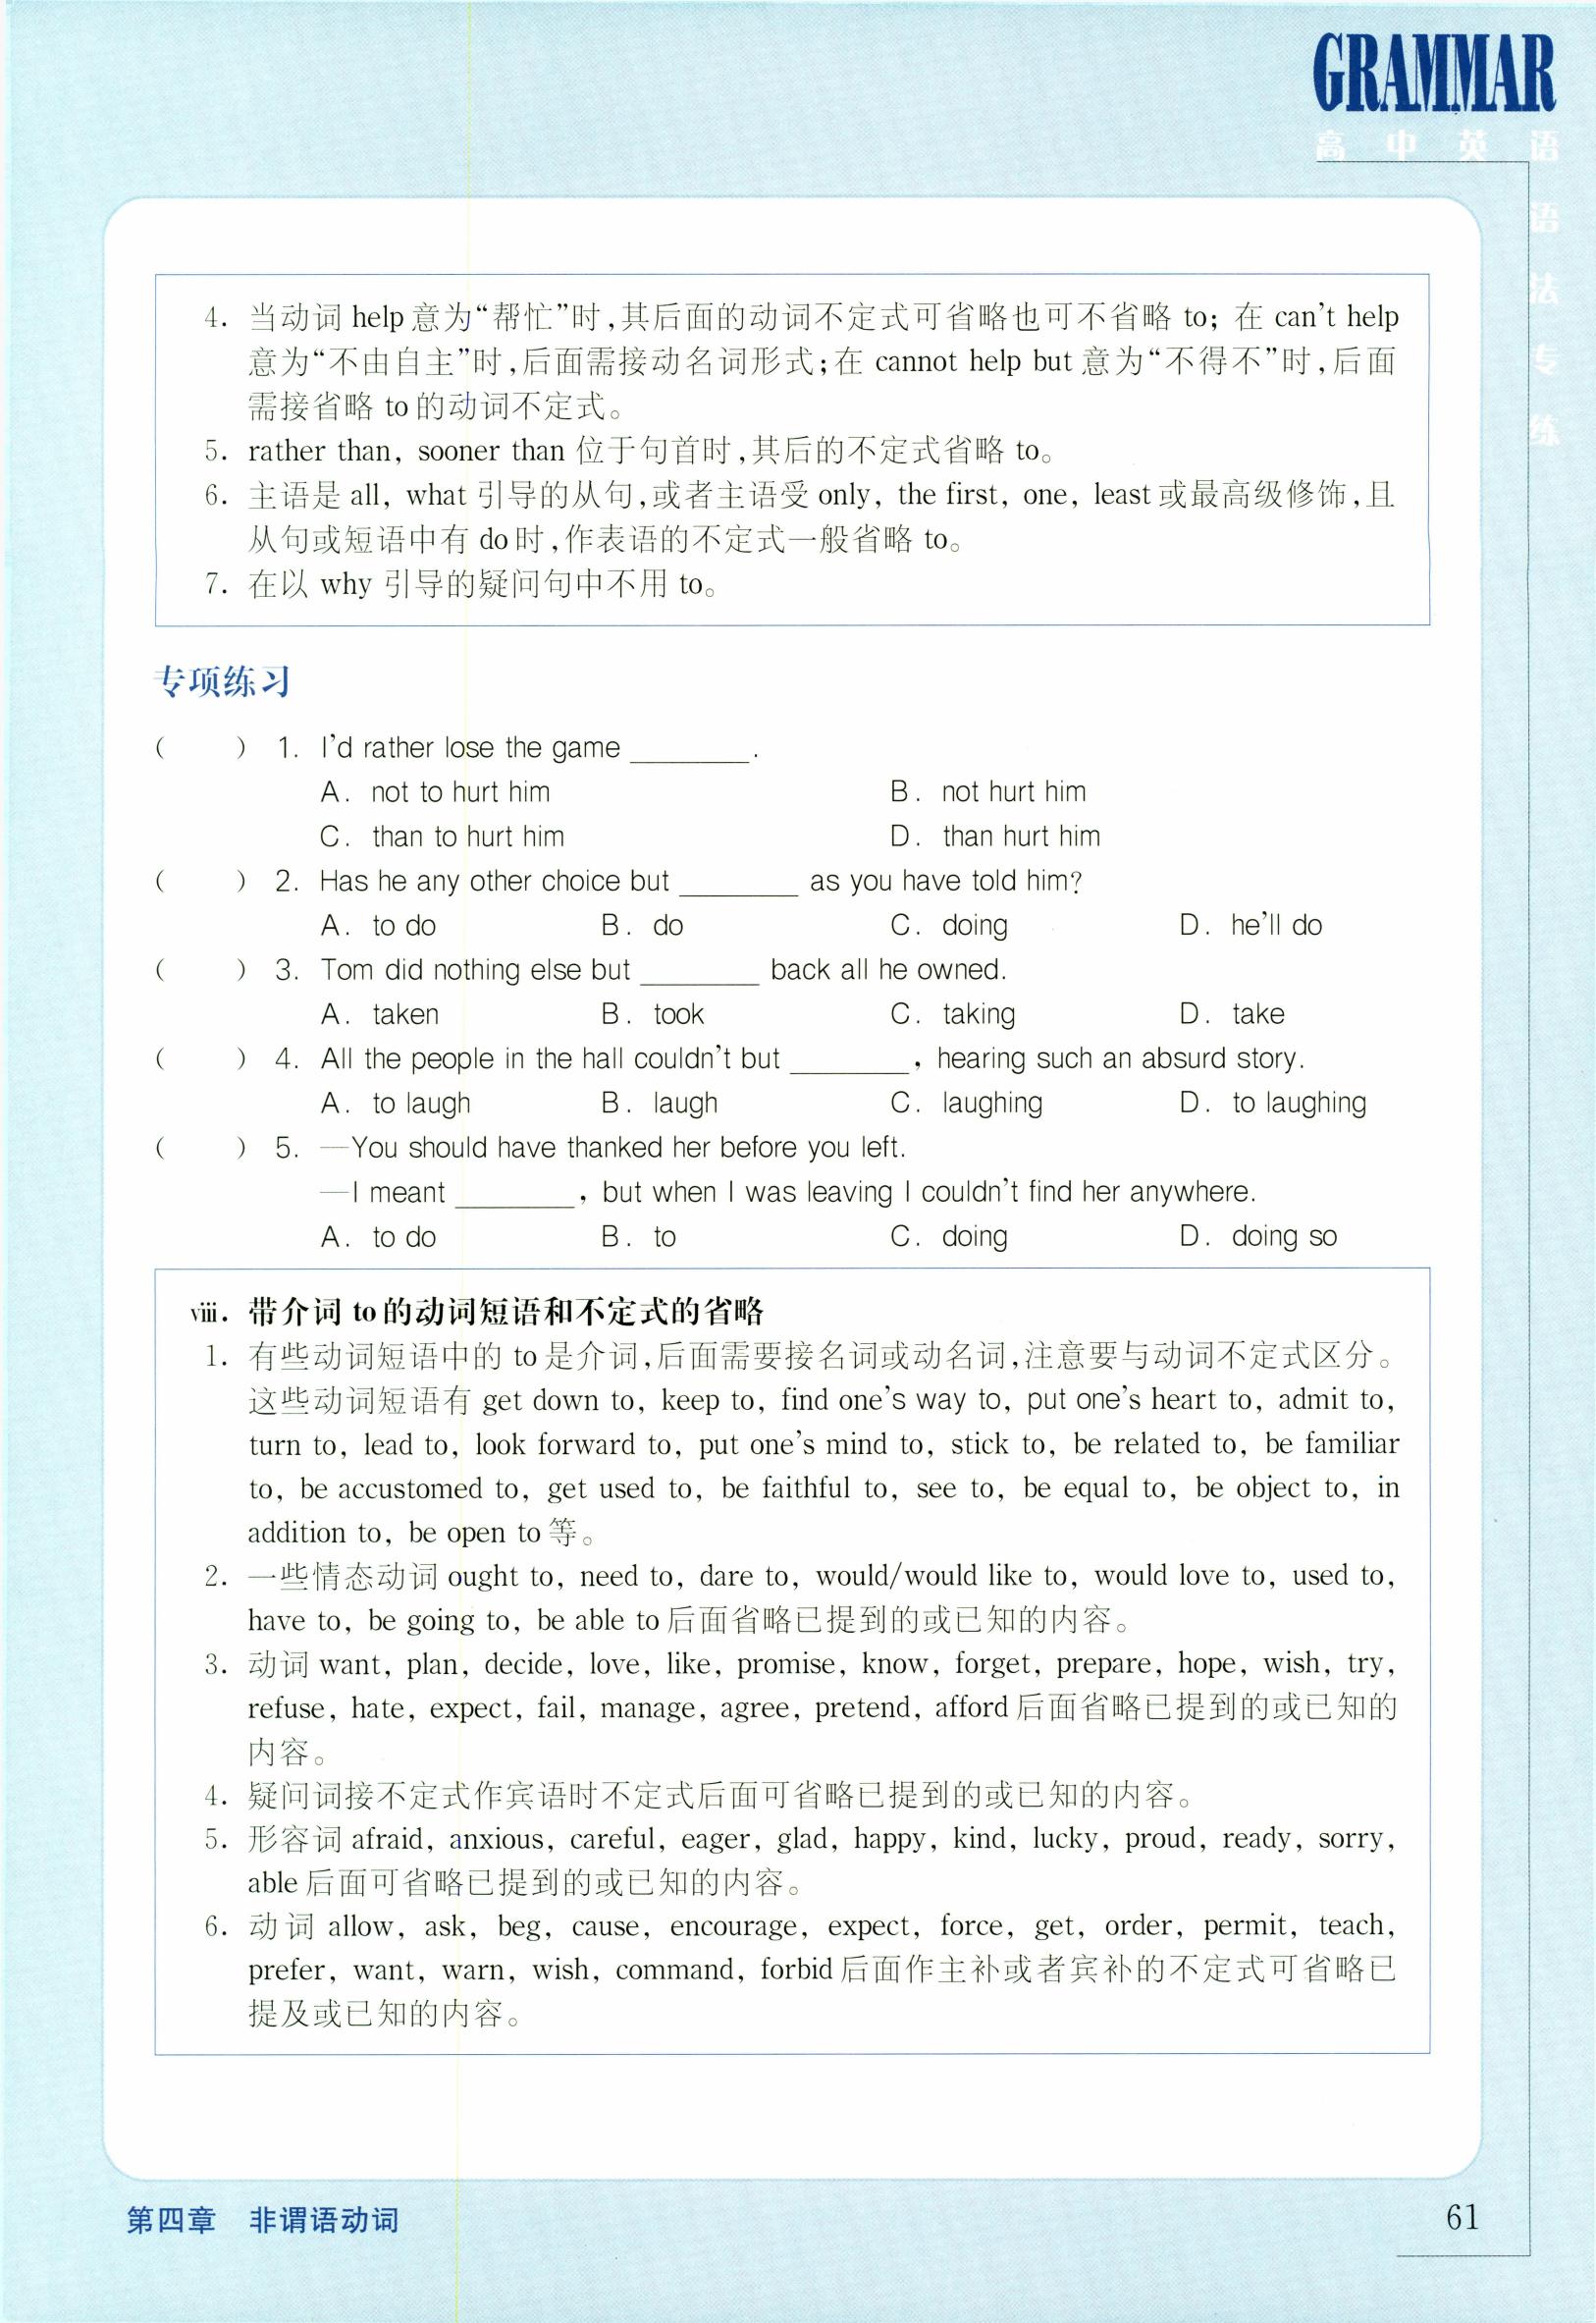 GRAMMAR
高中英语
语法专练
4. 当动词 help 意为“帮忙”时,其后面的动词不定式可省略也可不省略 to; 在 can't help
意为“不由自主”时,后面需接动名词形式;在 cannot help but 意为“不得不”时,后面
需接省略 to 的动词不定式。
5. rather than, sooner than 位于句首时,其后的不定式省略 to。
6. 主语是 all, what 引导的从句,或者主语受 only, the first, one, least 或最高级修饰,且
从句或短语中有 do 时,作表语的不定式一般省略 to。
7. 在以 why 引导的疑问句中不用 to。
专项练习
( ) 1. I'd rather lose the game ________.
A. not to hurt him B. not hurt him
C. than to hurt him D. than hurt him
( ) 2. Has he any other choice but ________ as you have told him?
A. to do B. do C. doing D. he'll do
( ) 3. Tom did nothing else but ________ back all he owned.
A. taken B. took C. taking D. take
( ) 4. All the people in the hall couldn't but ________, hearing such an absurd story.
A. to laugh B. laugh C. laughing D. to laughing
( ) 5. —You should have thanked her before you left.
—I meant ________, but when I was leaving I couldn't find her anywhere.
A. to do B. to C. doing D. doing so
viii. 带介词 to 的动词短语和不定式的省略
1. 有些动词短语中的 to 是介词,后面需要接名词或动名词,注意要与动词不定式区分。
这些动词短语有 get down to, keep to, find one's way to, put one's heart to, admit to,
turn to, lead to, look forward to, put one's mind to, stick to, be related to, be familiar
to, be accustomed to, get used to, be faithful to, see to, be equal to, be object to, in
addition to, be open to 等。
2. 一些情态动词 ought to, need to, dare to, would/would like to, would love to, used to,
have to, be going to, be able to 后面省略已提到的或已知的内容。
3. 动词 want, plan, decide, love, like, promise, know, forget, prepare, hope, wish, try,
refuse, hate, expect, fail, manage, agree, pretend, afford 后面省略已提到的或已知的
内容。
4. 疑问词接不定式作宾语时不定式后面可省略已提到的或已知的内容。
5. 形容词 afraid, anxious, careful, eager, glad, happy, kind, lucky, proud, ready, sorry,
able 后面可省略已提到的或已知的内容。
6. 动词 allow, ask, beg, cause, encourage, expect, force, get, order, permit, teach,
prefer, want, warn, wish, command, forbid 后面作主补或者宾补的不定式可省略已
提及或已知的内容。
第四章 非谓语动词
61